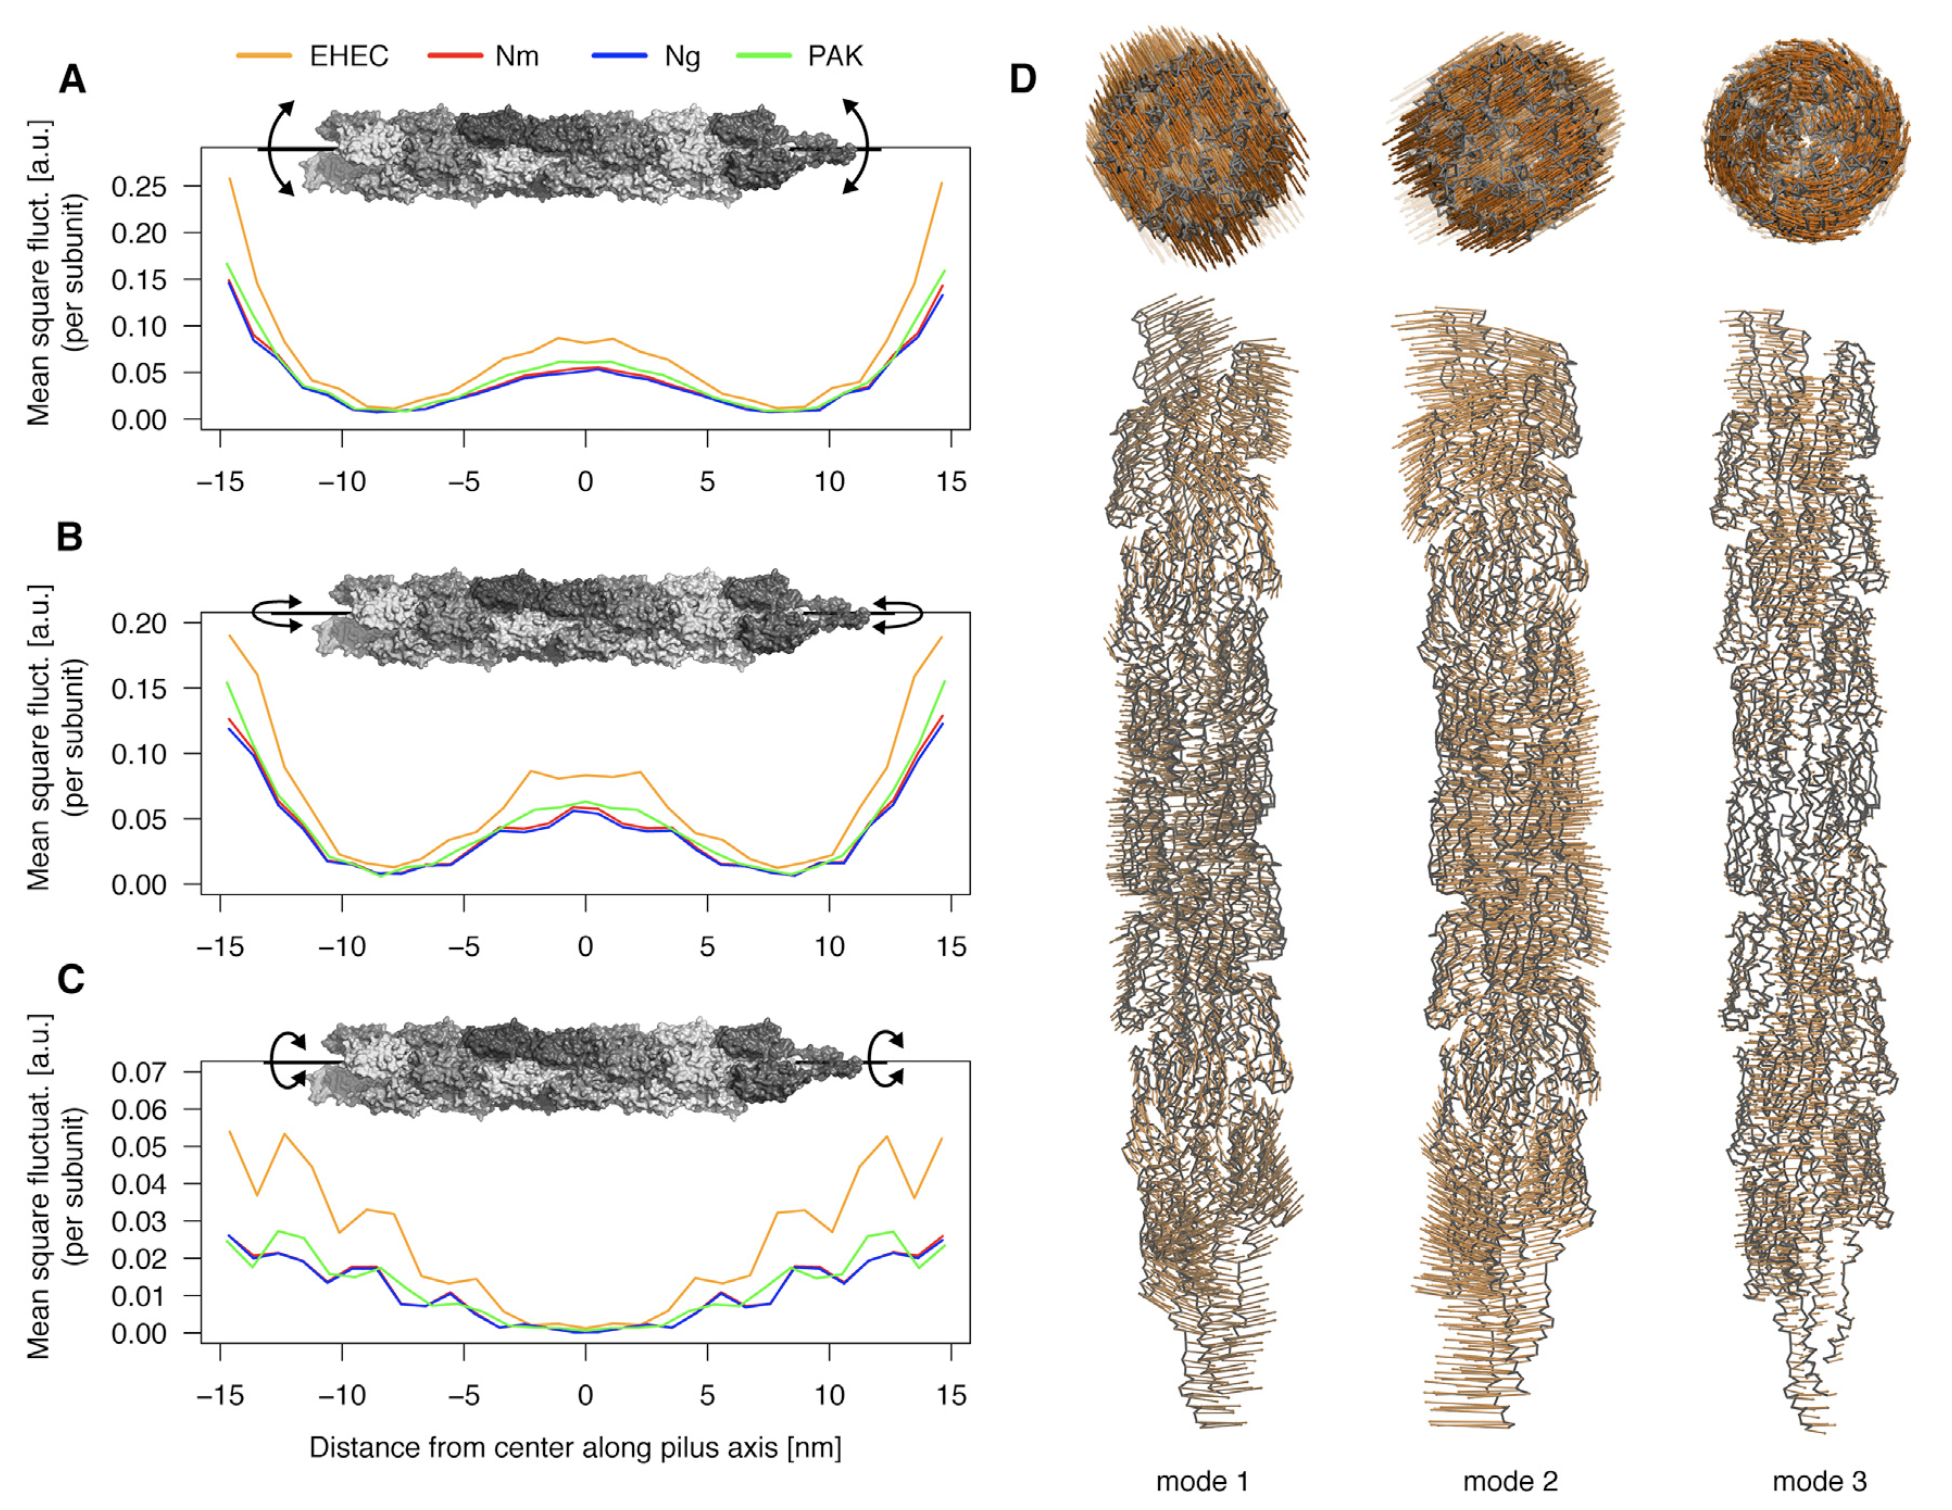 EHEC Nm Ng PAK
A
Mean square fluct. [a.u.]
(per subunit)
0.25
0.20
0.15
0.10
0.05
0.00
−15 −10 −5 0 5 10 15
B
Mean square fluct. [a.u.]
(per subunit)
0.20
0.15
0.10
0.05
0.00
−15 −10 −5 0 5 10 15
C
Mean square fluctuat. [a.u.]
(per subunit)
0.07
0.06
0.05
0.04
0.03
0.02
0.01
0.00
−15 −10 −5 0 5 10 15
Distance from center along pilus axis [nm]
D
mode 1 mode 2 mode 3